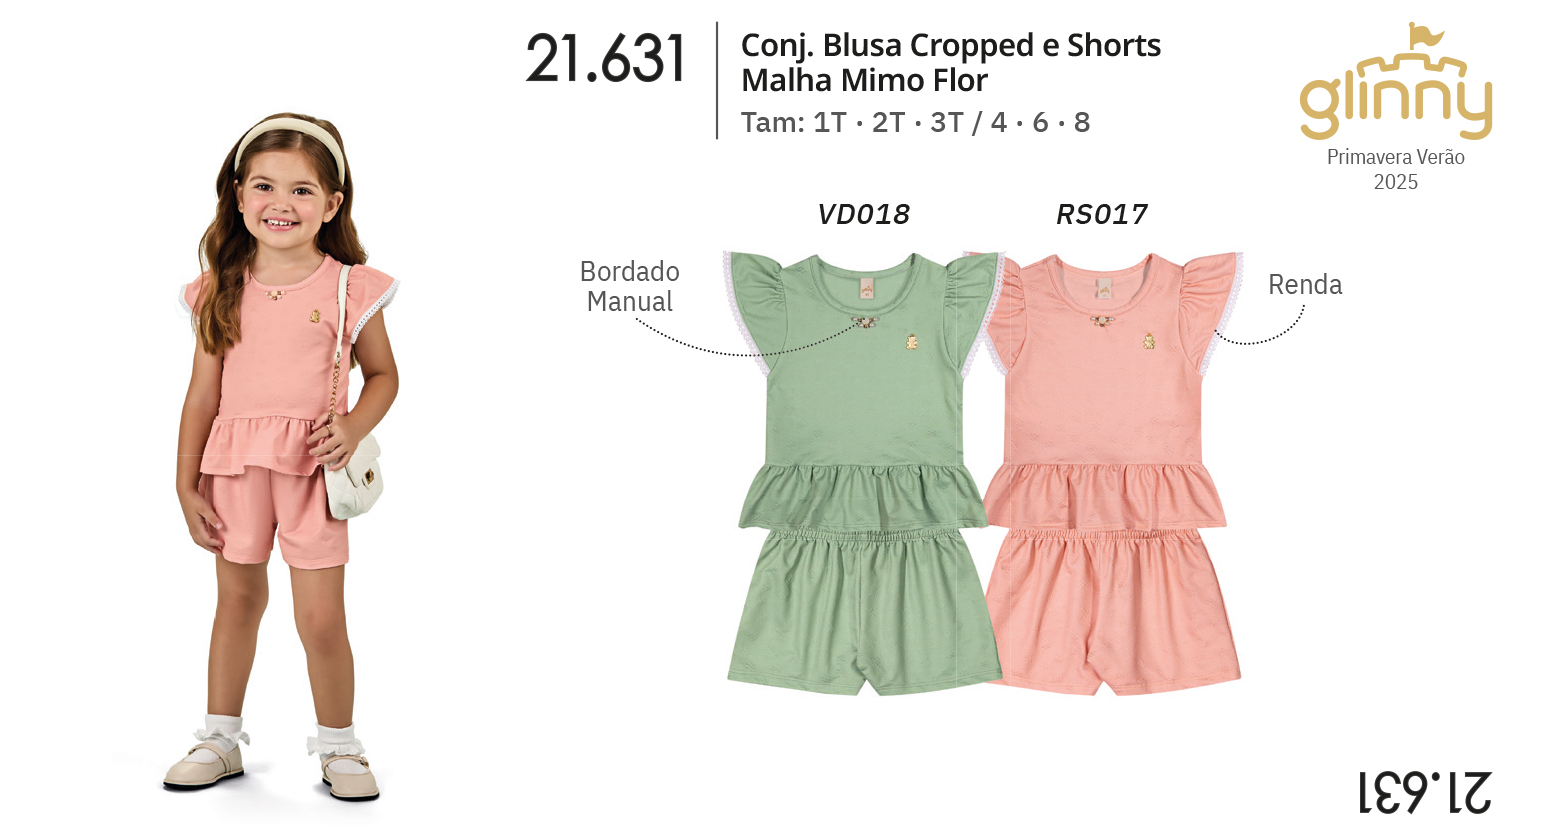 21.631
Conj. Blusa Cropped e Shorts
Malha Mimo Flor
Tam: 1T · 2T · 3T / 4 · 6 · 8
glinny
Primavera Verão
2025
VD018
RS017
Bordado
Manual
Renda
21.631